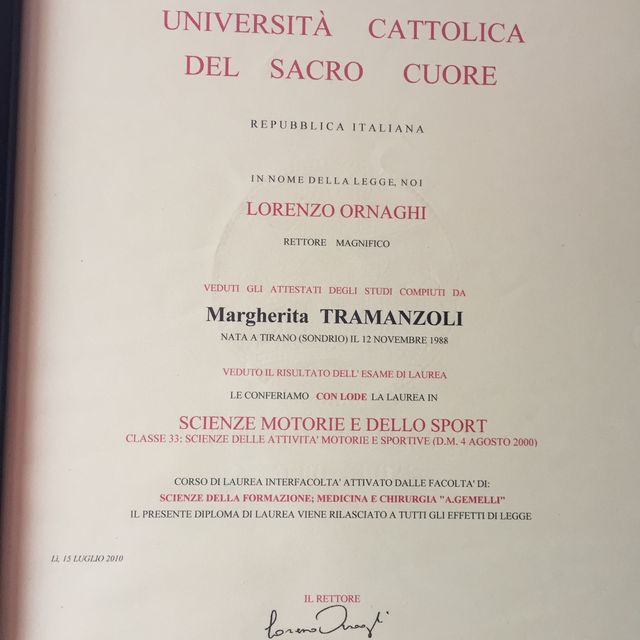 UNIVERSITÀ CATTOLICA
DEL SACRO CUORE
REPUBBLICA ITALIANA
IN NOME DELLA LEGGE, NOI
LORENZO ORNAGHI
RETTORE MAGNIFICO
VEDUTI GLI ATTESTATI DEGLI STUDI COMPIUTI DA
Margherita TRAMANZOLI
NATA A TIRANO (SONDRIO) IL 12 NOVEMBRE 1988
VEDUTO IL RISULTATO DELL' ESAME DI LAUREA
LE CONFERIAMO CON LODE LA LAUREA IN
SCIENZE MOTORIE E DELLO SPORT
CLASSE 33: SCIENZE DELLE ATTIVITA' MOTORIE E SPORTIVE (D.M. 4 AGOSTO 2000)
CORSO DI LAUREA INTERFACOLTA' ATTIVATO DALLE FACOLTA' DI:
SCIENZE DELLA FORMAZIONE; MEDICINA E CHIRURGIA "A.GEMELLI"
IL PRESENTE DIPLOMA DI LAUREA VIENE RILASCIATO A TUTTI GLI EFFETTI DI LEGGE
Lì, 15 LUGLIO 2010
IL RETTORE
Lorenzo Ornaghi